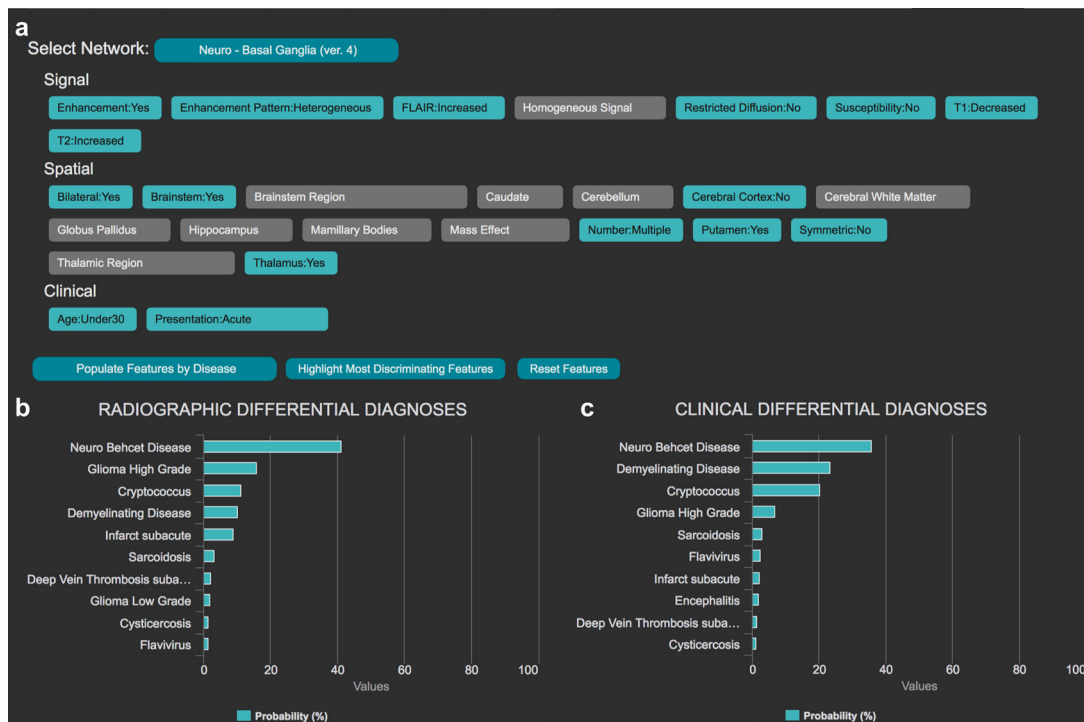 a
Select Network: Neuro - Basal Ganglia (ver. 4)
Signal
Enhancement:Yes Enhancement Pattern:Heterogeneous FLAIR:Increased Homogeneous Signal Restricted Diffusion:No Susceptibility:No T1:Decreased
T2:Increased
Spatial
Bilateral:Yes Brainstem:Yes Brainstem Region Caudate Cerebellum Cerebral Cortex:No Cerebral White Matter
Globus Pallidus Hippocampus Mamillary Bodies Mass Effect Number:Multiple Putamen:Yes Symmetric:No
Thalamic Region Thalamus:Yes
Clinical
Age:Under30 Presentation:Acute
Populate Features by Disease Highlight Most Discriminating Features Reset Features
b
RADIOGRAPHIC DIFFERENTIAL DIAGNOSES
Neuro Behcet Disease
Glioma High Grade
Cryptococcus
Demyelinating Disease
Infarct subacute
Sarcoidosis
Deep Vein Thrombosis suba...
Glioma Low Grade
Cysticercosis
Flavivirus
0 20 40 60 80 100
Values
Probability (%)
c
CLINICAL DIFFERENTIAL DIAGNOSES
Neuro Behcet Disease
Demyelinating Disease
Cryptococcus
Glioma High Grade
Sarcoidosis
Flavivirus
Infarct subacute
Encephalitis
Deep Vein Thrombosis suba...
Cysticercosis
0 20 40 60 80 100
Values
Probability (%)